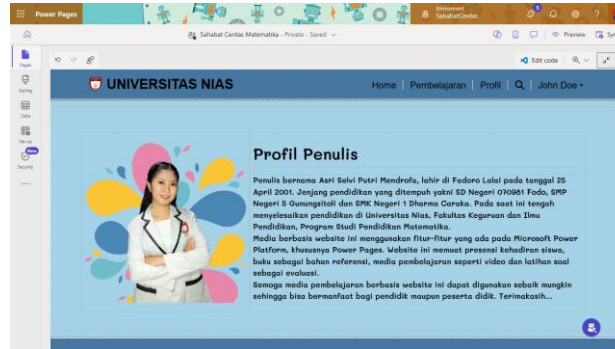 Power Pages
Environment
SahabatCerdas
Sahabat Cerdas Matematika - Private - Saved
Preview
Pages
Edit code
Styling
Data
Set up
New
Security
UNIVERSITAS NIAS
Home | Pembelajaran | Profil | John Doe
Profil Penulis
Penulis bernama Asri Selvi Putri Mendrofa, lahir di Fadoro Lalai pada tanggal 25
April 2001. Jenjang pendidikan yang ditempuh yakni SD Negeri 070981 Fodo, SMP
Negeri 5 Gunungsitoli dan SMK Negeri 1 Dharma Caraka. Pada saat ini tengah
menyelesaikan pendidikan di Universitas Nias, Fakultas Keguruan dan Ilmu
Pendidikan, Program Studi Pendidikan Matematika.
Media berbasis website ini menggunakan fitur-fitur yang ada pada Microsoft Power
Platform, khususnya Power Pages. Website ini memuat presensi kehadiran siswa,
buku sebagai bahan referensi, media pembelajaran seperti video dan latihan soal
sebagai evaluasi.
Semoga media pembelajaran berbasis website ini dapat digunakan sebaik mungkin
sehingga bisa bermanfaat bagi pendidik maupun peserta didik. Terimakasih...